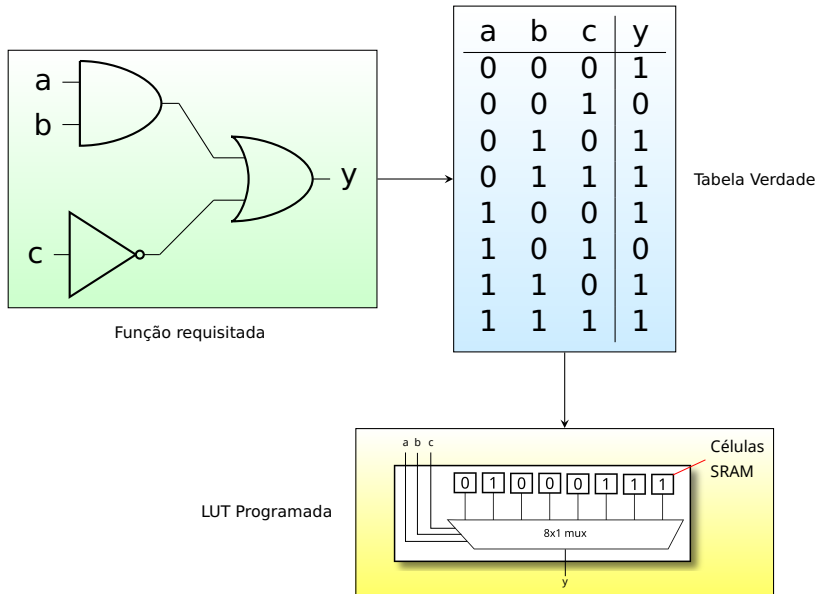 a
b
c
y
Função requisitada
a b c y
0 0 0 1
0 0 1 0
0 1 0 1
0 1 1 1
1 0 0 1
1 0 1 0
1 1 0 1
1 1 1 1
Tabela Verdade
LUT Programada
a b c
Células
SRAM
0 1 0 0 0 1 1 1
8x1 mux
y